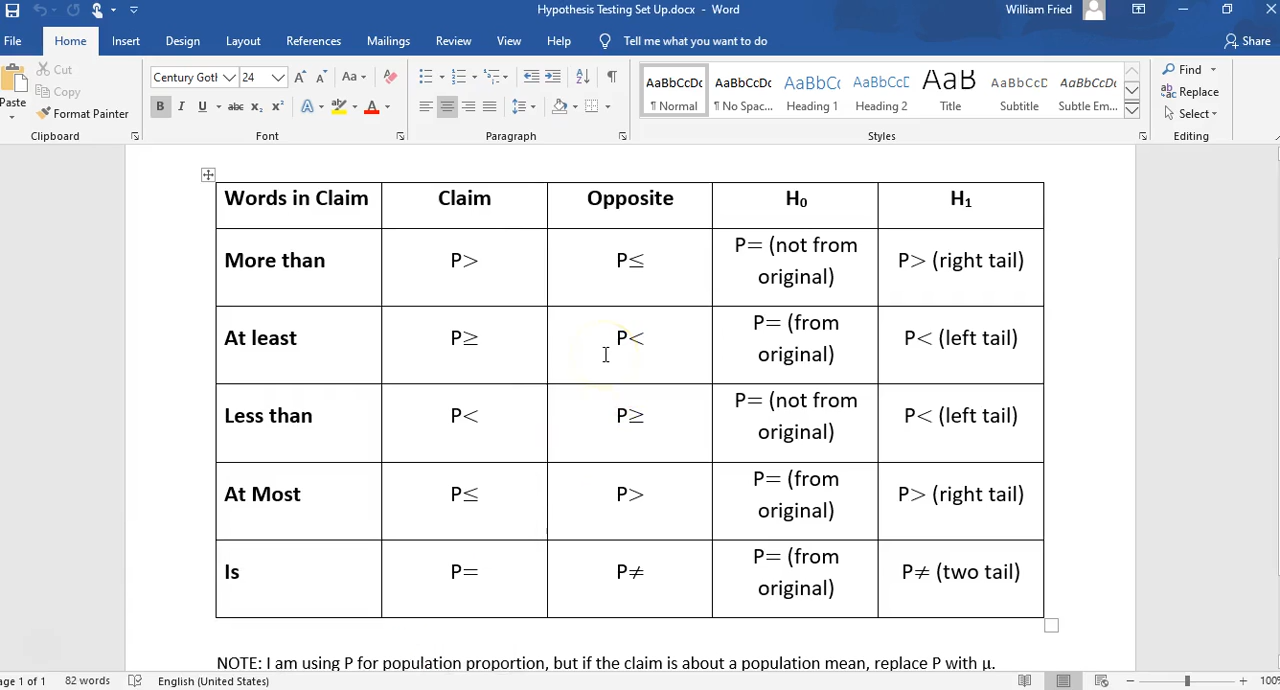 Hypothesis Testing Set Up.docx - Word
William Fried
File
Home
Insert
Design
Layout
References
Mailings
Review
View
Help
Tell me what you want to do
Share
Paste
Cut
Copy
Format Painter
Clipboard
Century Goth
24
Font
Paragraph
AaBbCcDc
¶ Normal
AaBbCcDc
¶ No Spac...
AaBbC
Heading 1
AaBbCcD
Heading 2
AaB
Title
AaBbCcD
Subtitle
AaBbCcDc
Subtle Em...
Styles
Find
Replace
Select
Editing
Words in Claim Claim Opposite H₀ H₁
More than P> P≤ P= (not from original) P> (right tail)
At least P≥ P< P= (from original) P< (left tail)
Less than P< P≥ P= (not from original) P< (left tail)
At Most P≤ P> P= (from original) P> (right tail)
Is P= P≠ P= (from original) P≠ (two tail)
NOTE: I am using P for population proportion, but if the claim is about a population mean, replace P with μ.
age 1 of 1
82 words
English (United States)
100